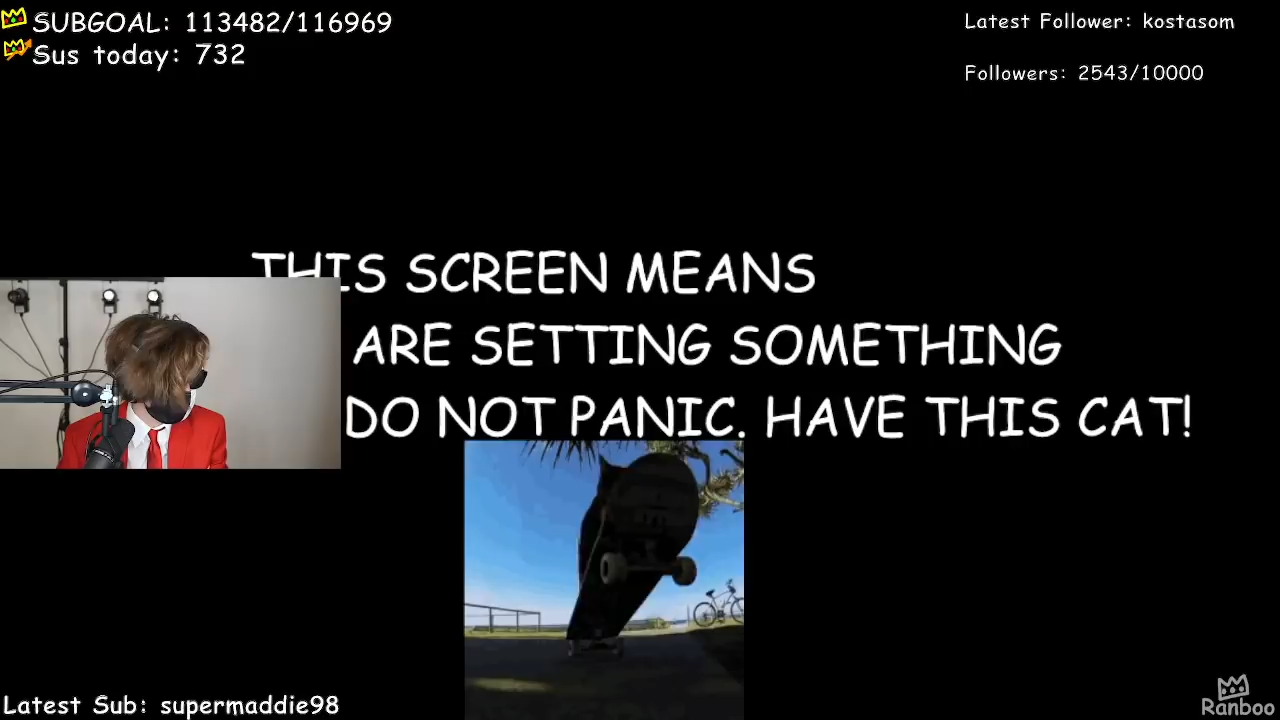 SUBGOAL: 113482/116969
Sus today: 732
Latest Follower: kostasom
Followers: 2543/10000
THIS SCREEN MEANS
ARE SETTING SOMETHING
DO NOT PANIC. HAVE THIS CAT!
Latest Sub: supermaddie98
Ranboo